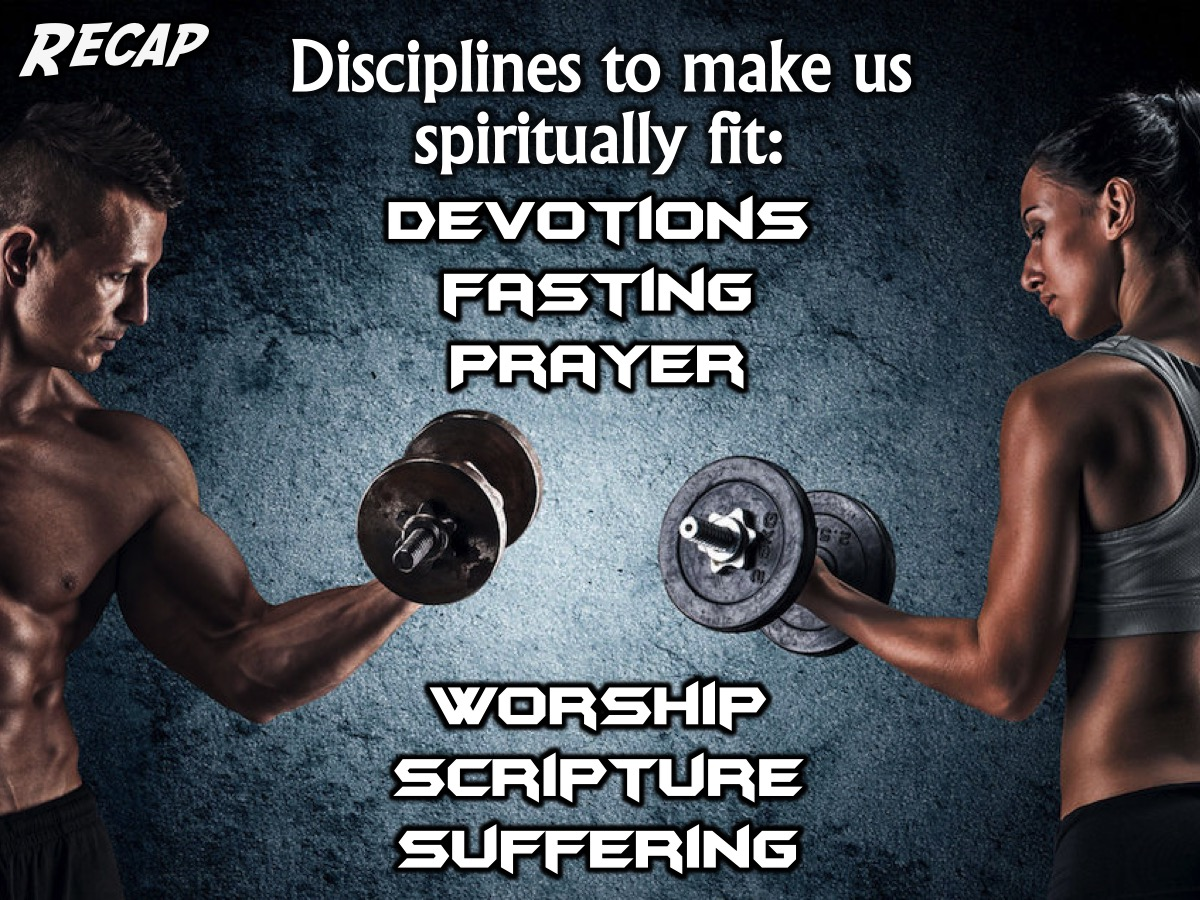 Recap
Disciplines to make us
spiritually fit:
DEVOTIONS
FASTING
PRAYER
WORSHIP
SCRIPTURE
SUFFERING